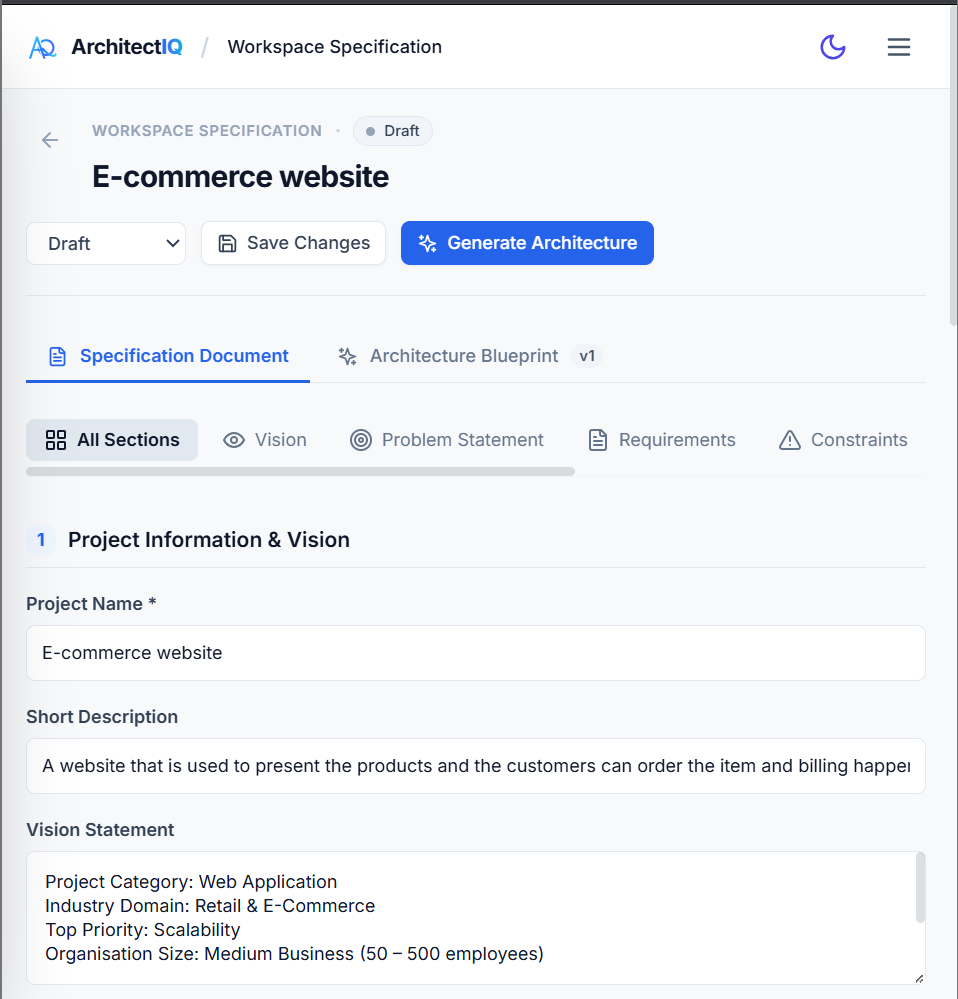 ArchitectIQ / Workspace Specification
WORKSPACE SPECIFICATION • Draft
E-commerce website
Draft
Save Changes
Generate Architecture
Specification Document
Architecture Blueprint v1
All Sections
Vision
Problem Statement
Requirements
Constraints
1 Project Information & Vision
Project Name *
E-commerce website
Short Description
A website that is used to present the products and the customers can order the item and billing
Vision Statement
Project Category: Web Application
Industry Domain: Retail & E-Commerce
Top Priority: Scalability
Organisation Size: Medium Business (50 – 500 employees)